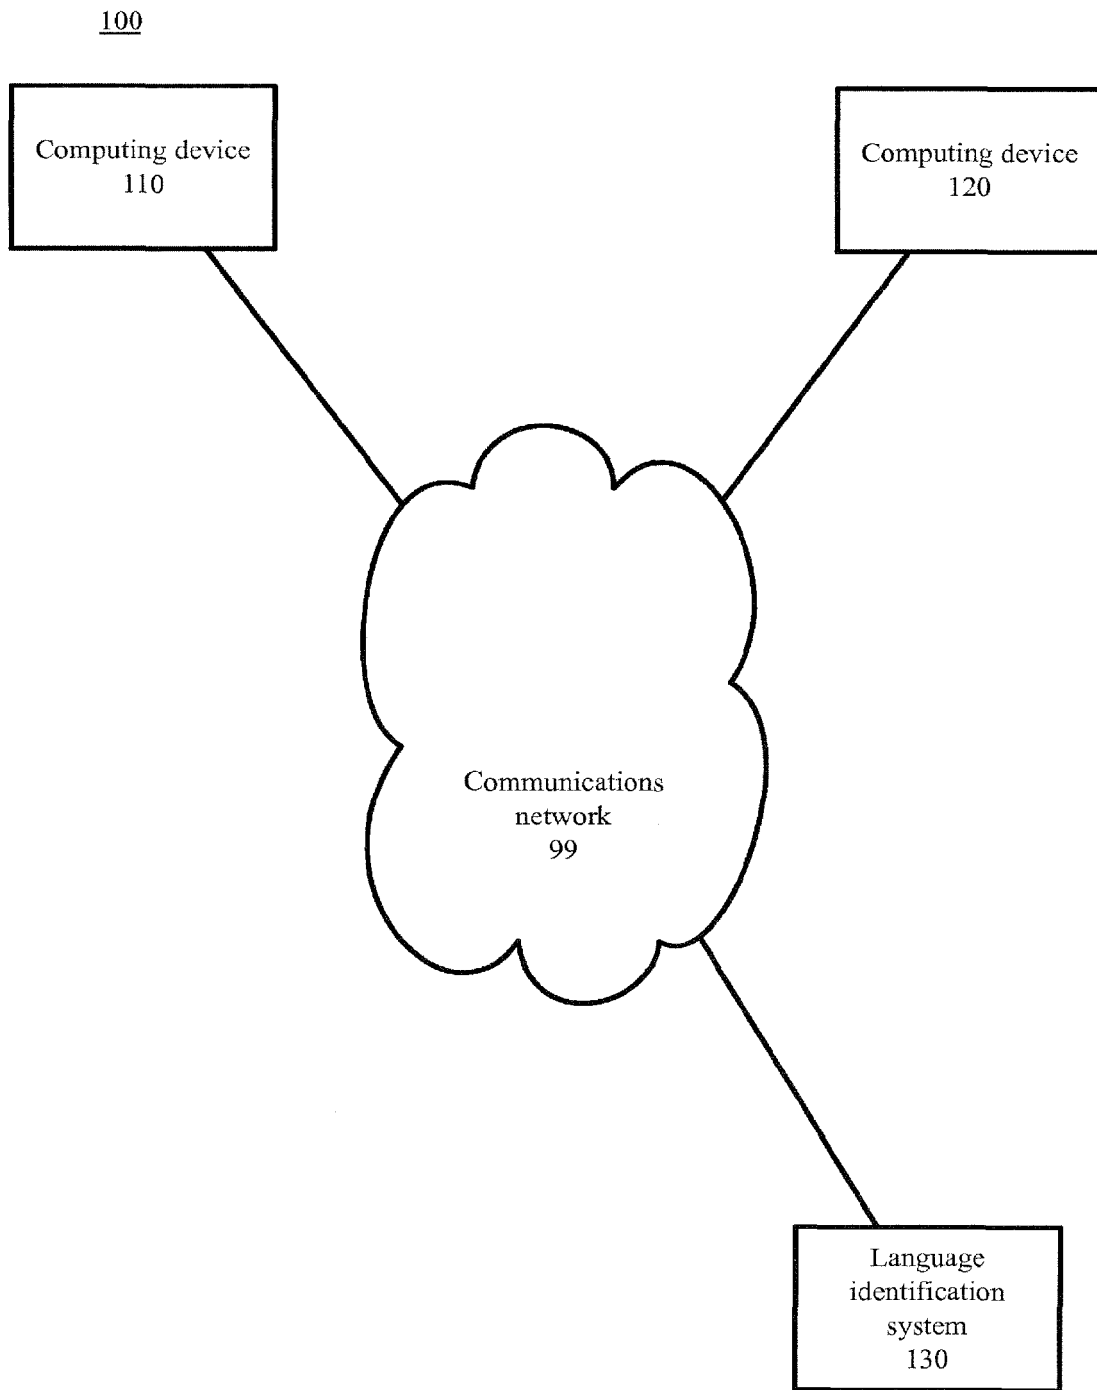 100
Computing device
110
Computing device
120
Communications
network
99
Language
identification
system
130